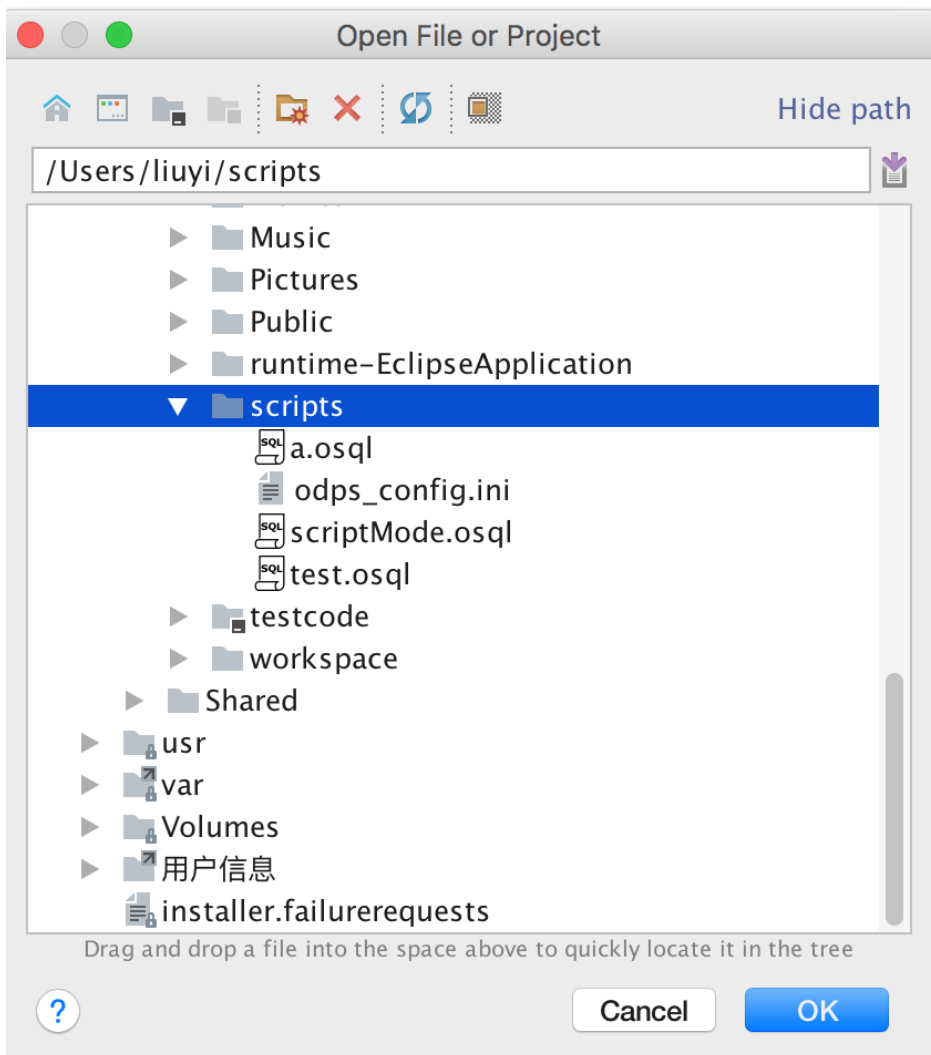 Open File or Project
Hide path
/Users/liuyi/scripts
Music
Pictures
Public
runtime-EclipseApplication
scripts
SQL a.osql
odps_config.ini
SQL scriptMode.osql
SQL test.osql
testcode
workspace
Shared
usr
var
Volumes
用户信息
installer.failurerequests
Drag and drop a file into the space above to quickly locate it in the tree
? Cancel OK